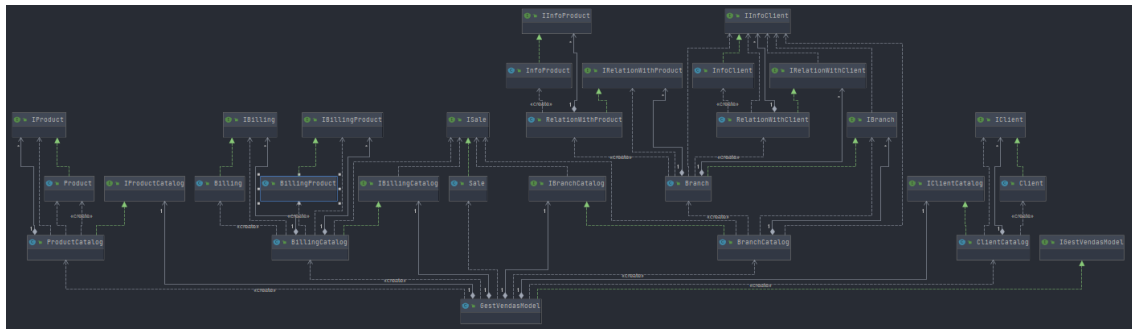 IInfoProduct
IInfoClient
InfoProduct
IRelationWithProduct
InfoClient
IRelationWithClient
IProduct
IBilling
IBillingProduct
ISale
RelationWithProduct
RelationWithClient
IBranch
IClient
Product
IProductCatalog
Billing
BillingProduct
IBillingCatalog
Sale
IBranchCatalog
Branch
IClientCatalog
Client
ProductCatalog
BillingCatalog
BranchCatalog
ClientCatalog
IGestVendasModel
GestVendasModel